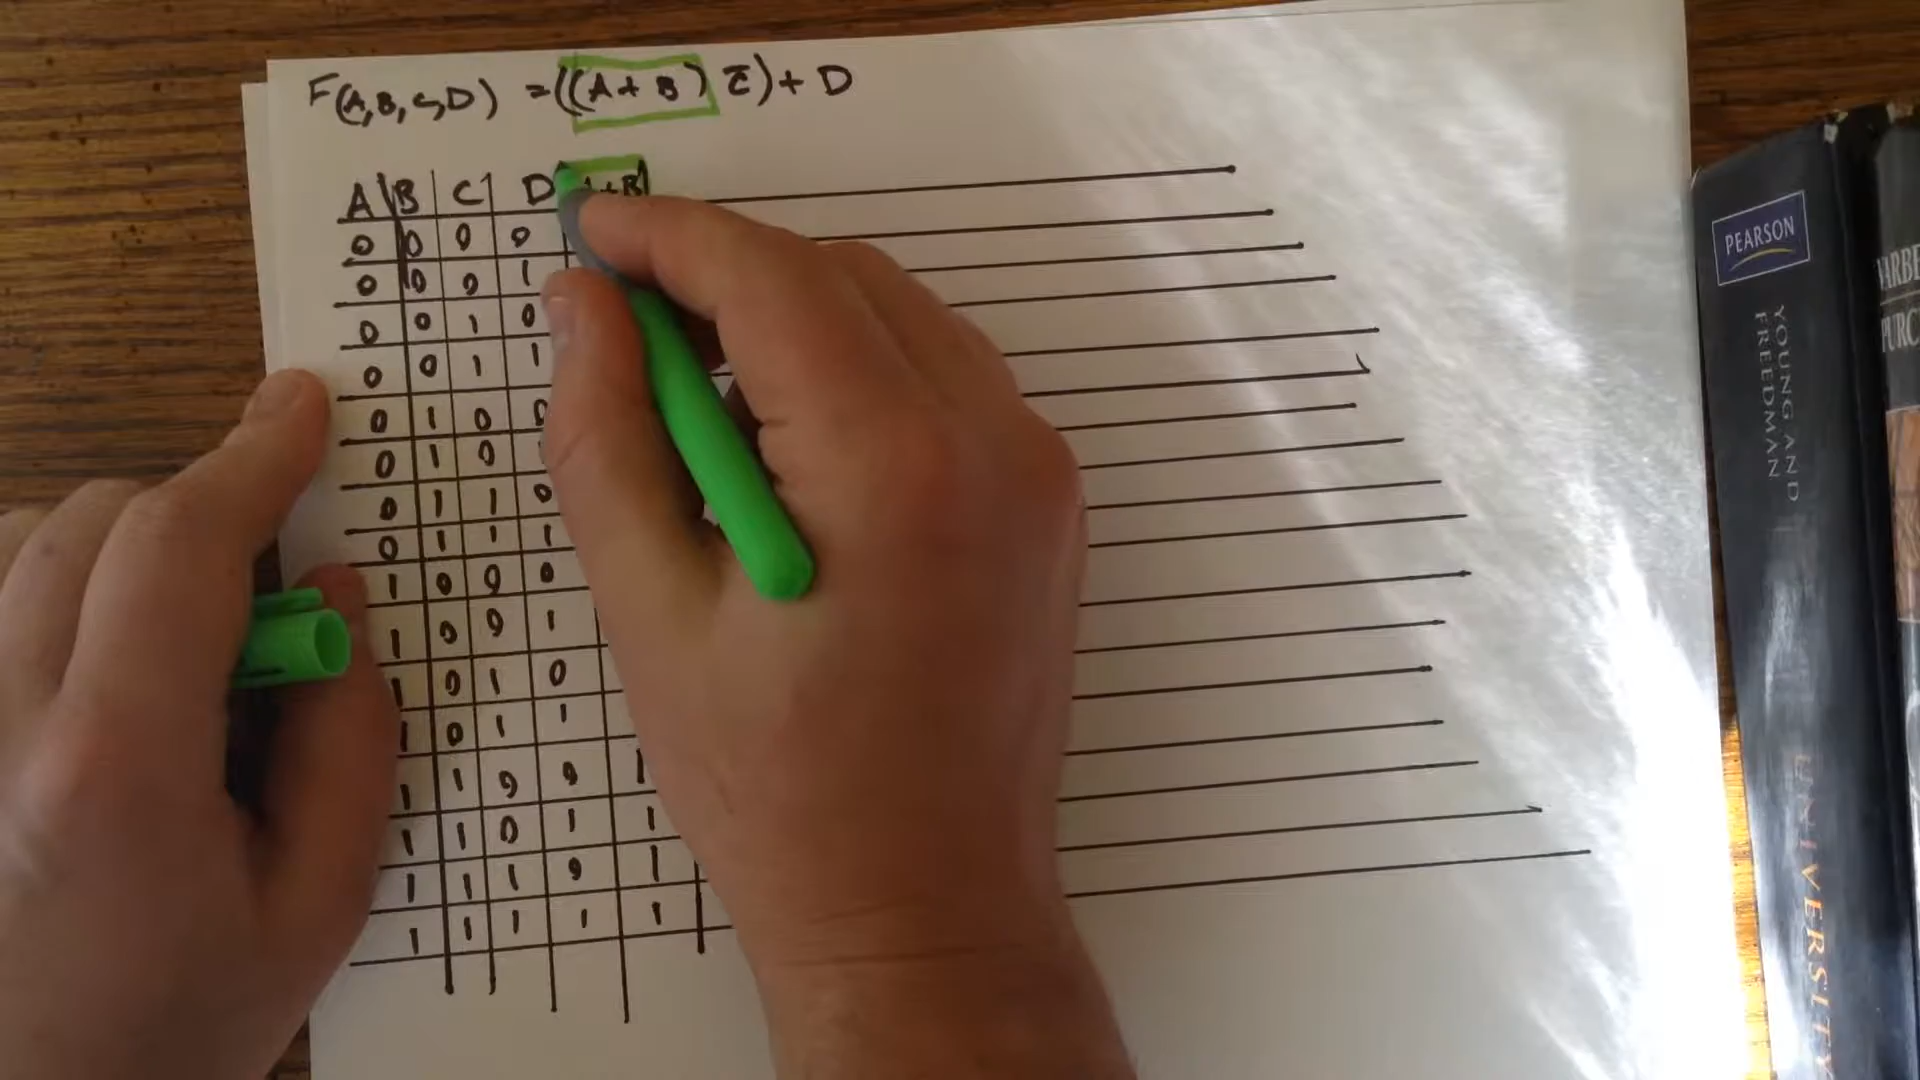 F(A,B,C,D) = ((A+B) C̅) + D
A B C D A+B
0 0 0 0
0 0 0 1
0 0 1 0
0 0 1 1
0 1 0 0
0 1 0
0 1 1 0
0 1 1 1
1 0 0 0
1 0 0 1
1 0 1 0
1 0 1 1
1 1 0 0 1
1 1 0 1 1
1 1 1 0 1
1 1 1 1 1
PEARSON
YOUNG AND
FREEDMAN
UNIVERSITY